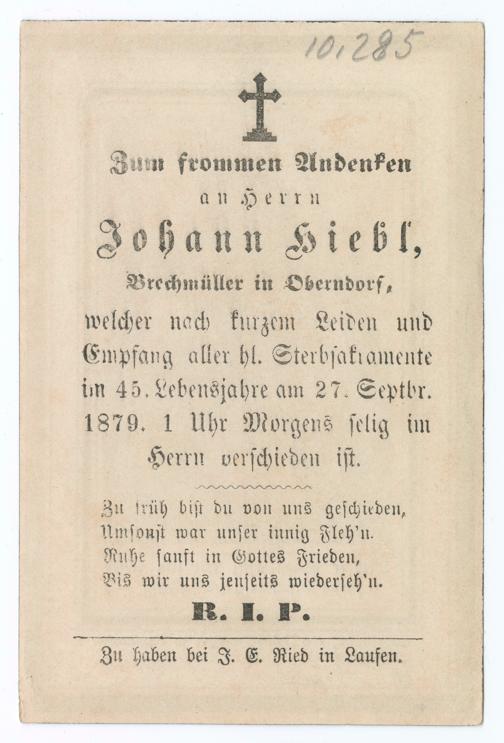 10,285
Zum frommen Andenken
an Herrn
Johann Hiebl,
Brechmüller in Oberndorf,
welcher nach kurzem Leiden und
Empfang aller hl. Sterbsakramente
im 45. Lebensjahre am 27. Septbr.
1879. 1 Uhr Morgens selig im
Herrn verschieden ist.
Zu früh bist du von uns geschieden,
Umsonst war unser innig Fleh'n.
Ruhe sanft in Gottes Frieden,
Bis wir uns jenseits wiederseh'n.
R. I. P.
Zu haben bei J. E. Ried in Laufen.